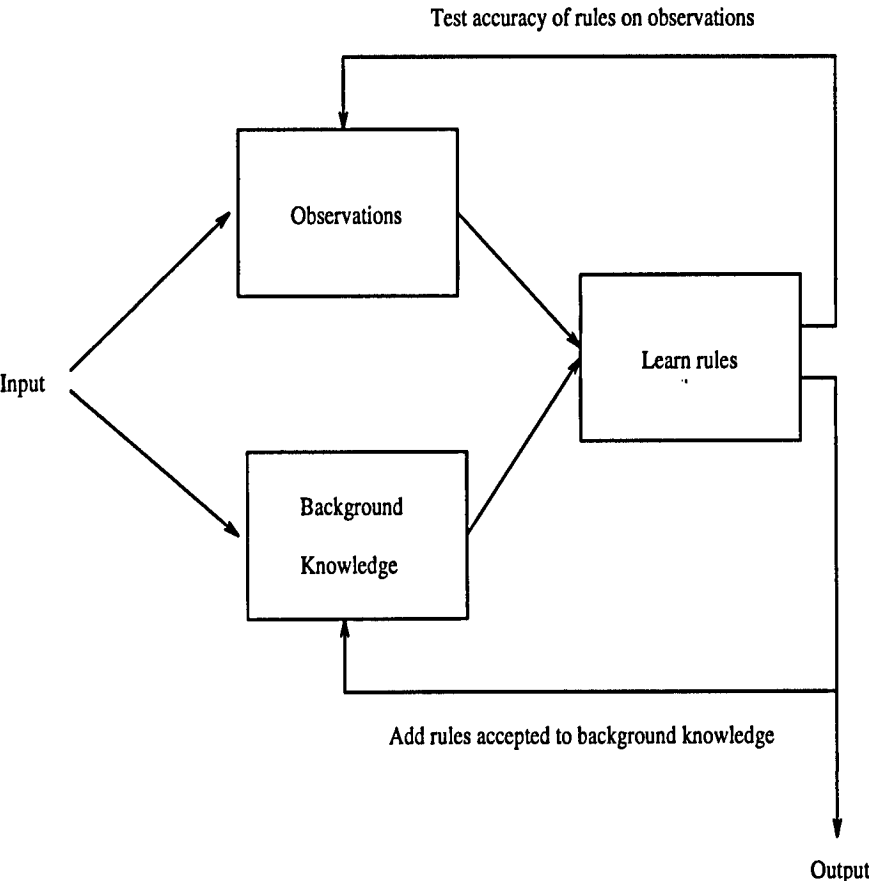 Test accuracy of rules on observations
Observations
Learn rules
Input
Background
Knowledge
Add rules accepted to background knowledge
Output